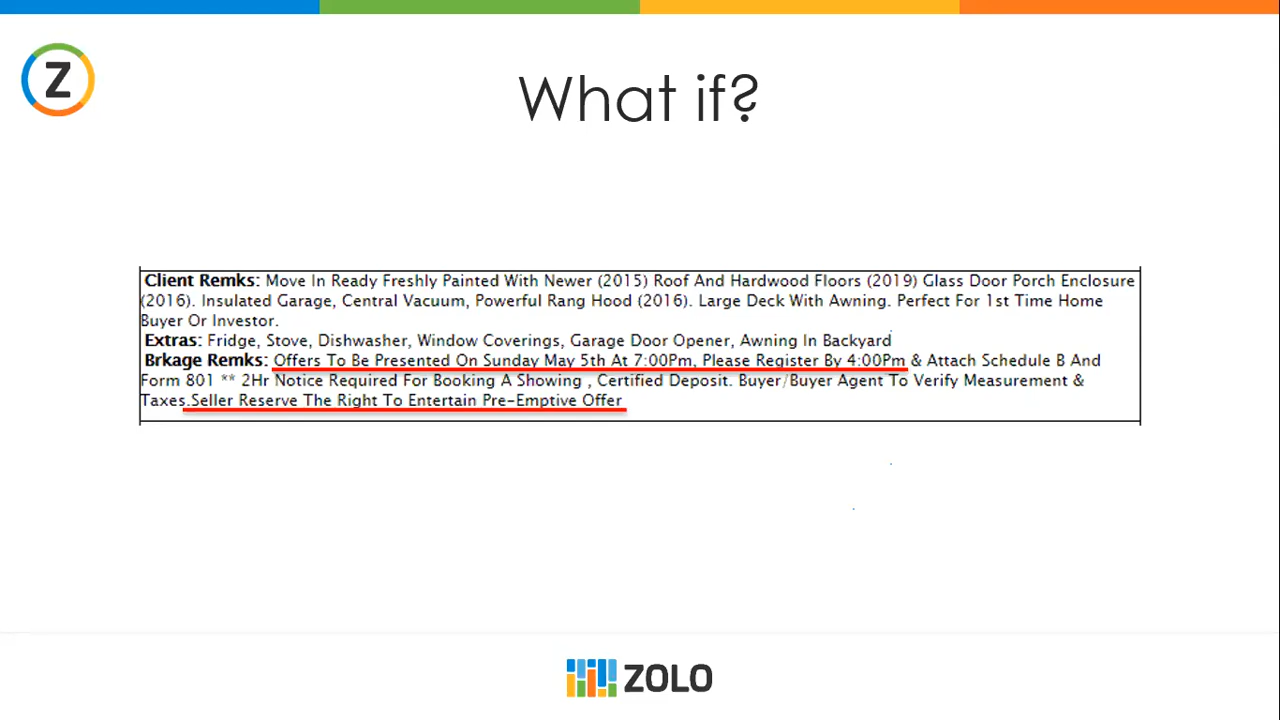 Z
What if?
Client Remks: Move In Ready Freshly Painted With Newer (2015) Roof And Hardwood Floors (2019) Glass Door Porch Enclosure
(2016). Insulated Garage, Central Vacuum, Powerful Rang Hood (2016). Large Deck With Awning. Perfect For 1st Time Home
Buyer Or Investor.
Extras: Fridge, Stove, Dishwasher, Window Coverings, Garage Door Opener, Awning In Backyard
Brkage Remks: Offers To Be Presented On Sunday May 5th At 7:00Pm, Please Register By 4:00Pm & Attach Schedule B And
Form 801 ** 2Hr Notice Required For Booking A Showing , Certified Deposit. Buyer/Buyer Agent To Verify Measurement &
Taxes.Seller Reserve The Right To Entertain Pre-Emptive Offer
ZOLO